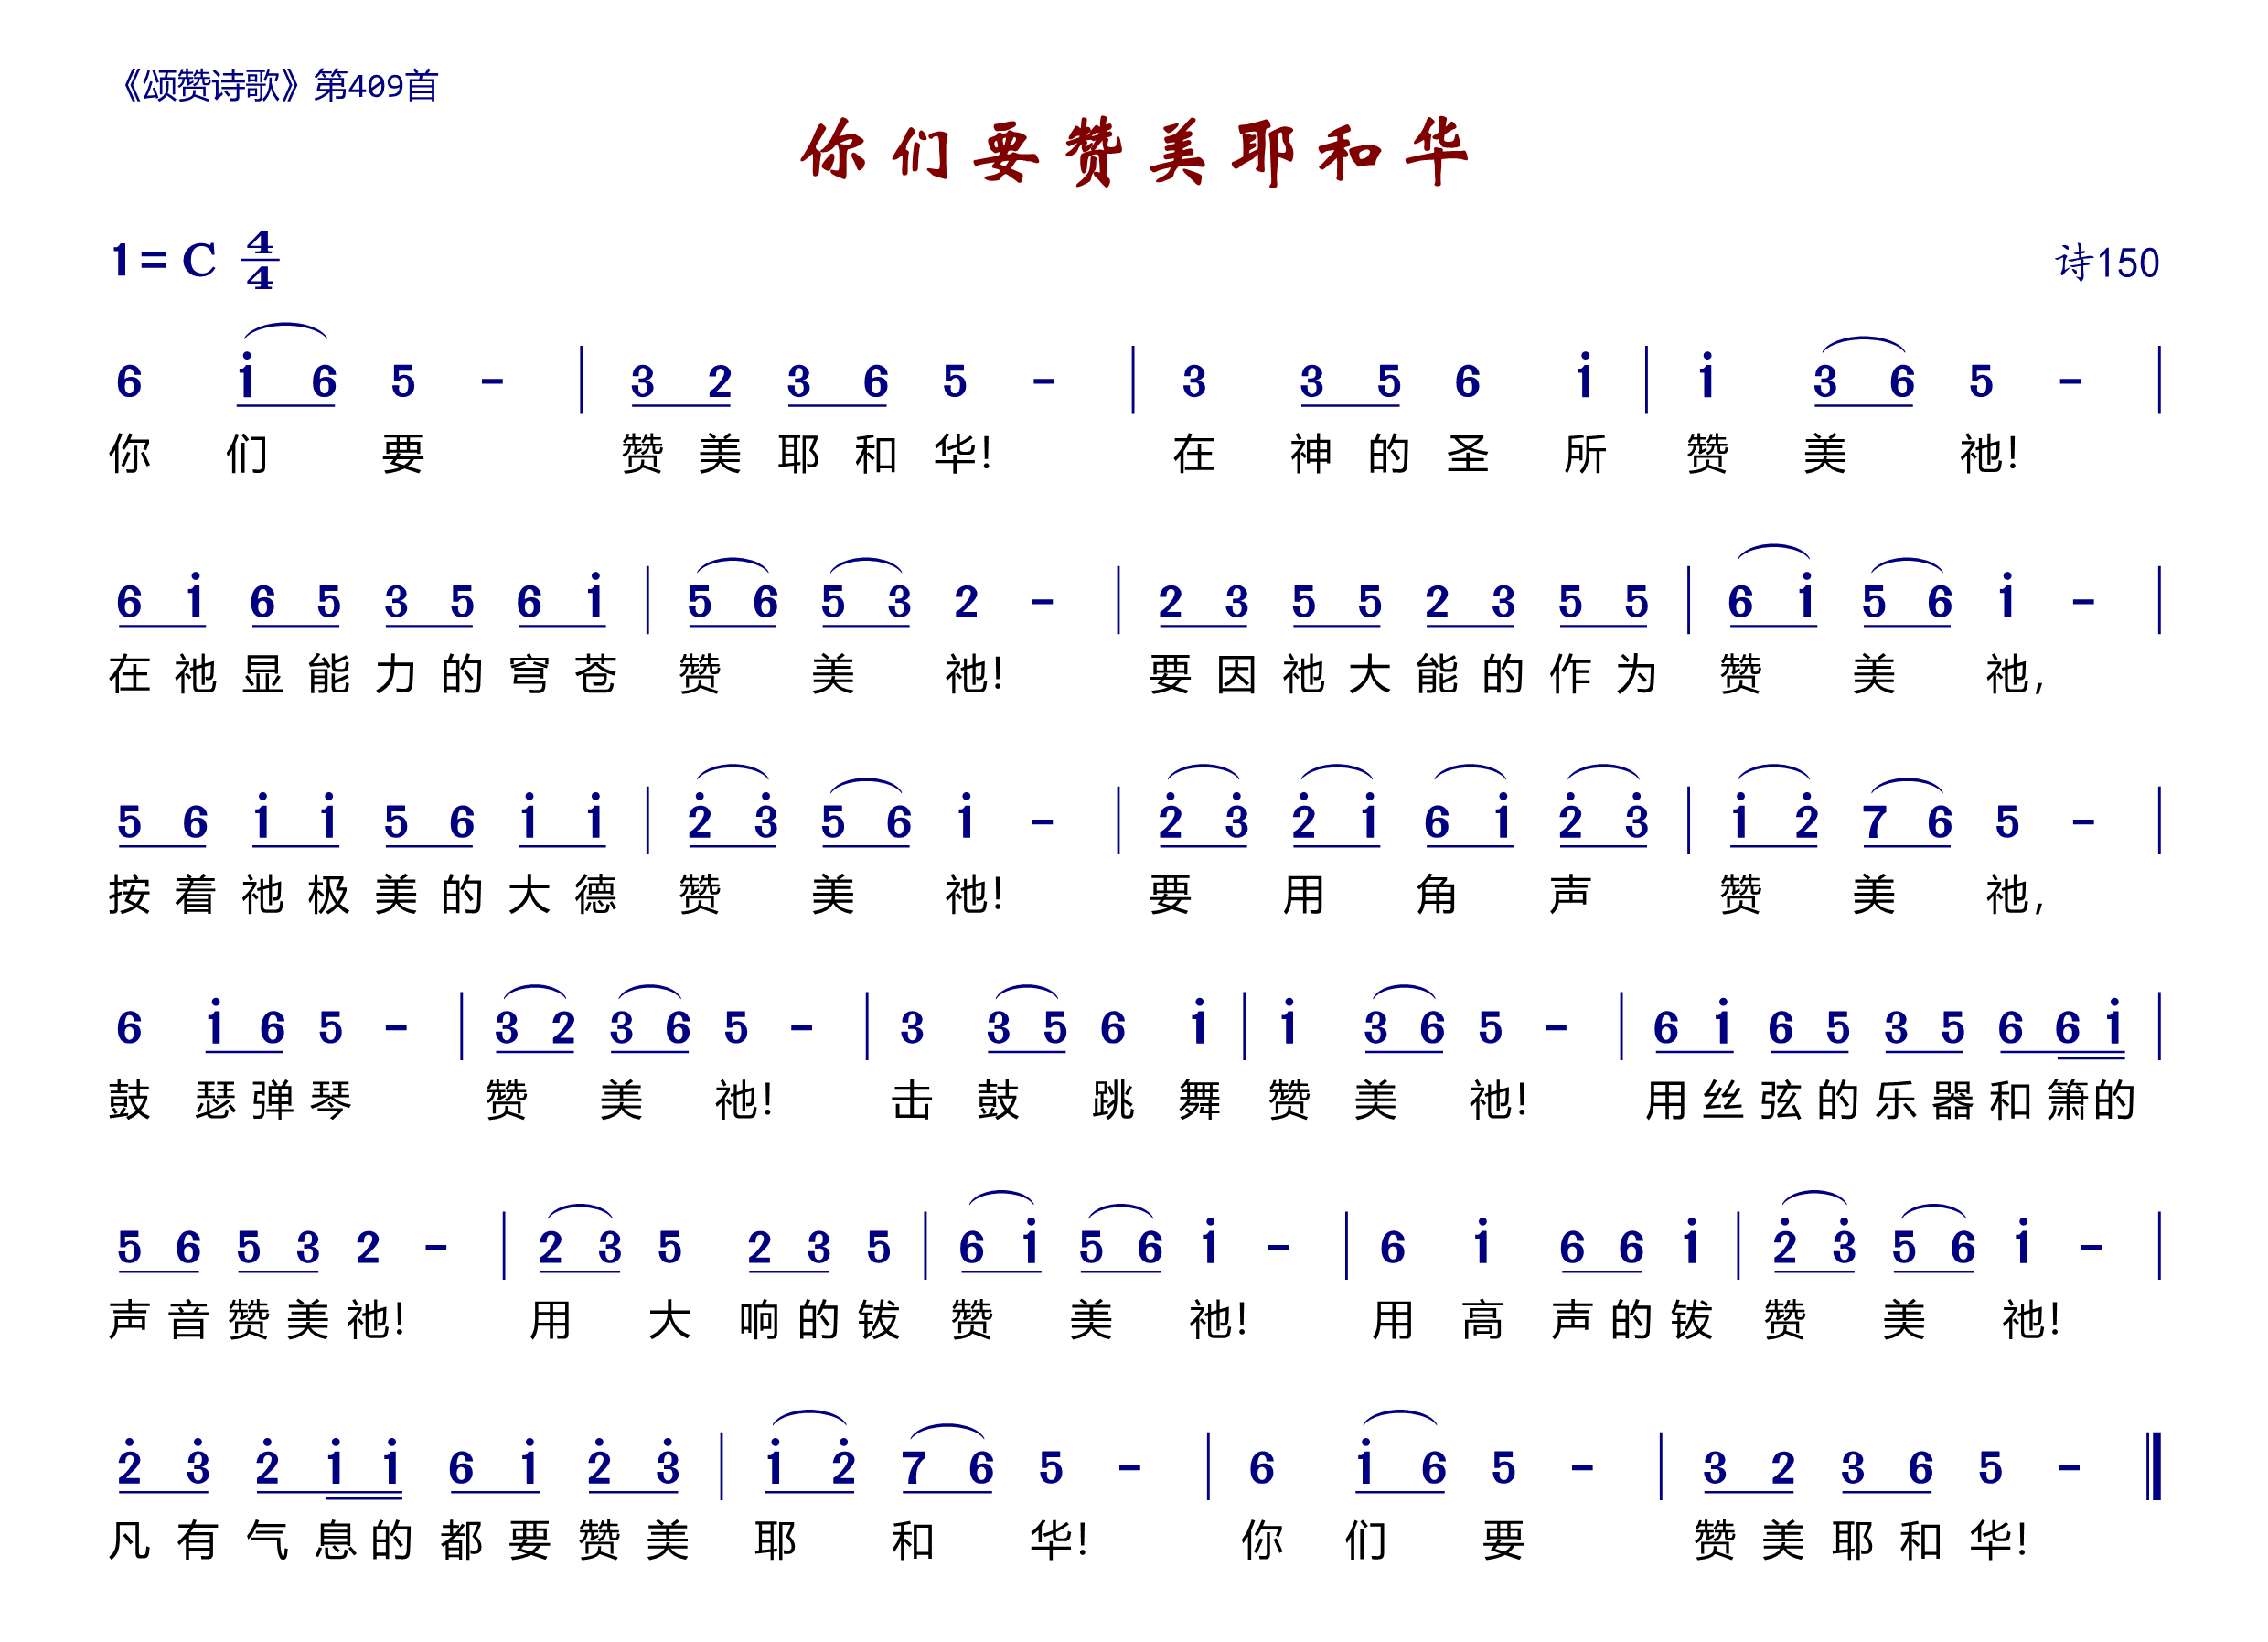 《颂赞诗歌》第409首
你们要赞美耶和华
1=C 4/4
诗150
6 i̇ 6 5 - | 3 2 3 6 5 - | 3 3 5 6 i̇ | i̇ 3 6 5 - |
你们要赞美耶和华!在神的圣所赞美祂!
6 i̇ 6 5 3 5 6 i̇ | 5 6 5 3 2 - | 2 3 5 5 2 3 5 5 | 6 i̇ 5 6 i̇ - |
在祂显能力的穹苍赞美祂!要因祂大能的作为赞美祂,
5 6 i̇ i̇ 5 6 i̇ i̇ | 2̇ 3̇ 5 6 i̇ - | 2̇ 3̇ 2̇ i̇ 6 i̇ 2̇ 3̇ | i̇ 2̇ 7 6 5 - |
按着祂极美的大德赞美祂!要用角声赞美祂,
6 i̇ 6 5 - | 3 2 3 6 5 - | 3 3 5 6 i̇ | i̇ 3 6 5 - | 6 i̇ 6 5 3 5 6 6 i̇ |
鼓瑟弹琴赞美祂!击鼓跳舞赞美祂!用丝弦的乐器和箫的
5 6 5 3 2 - | 2 3 5 2 3 5 | 6 i̇ 5 6 i̇ - | 6 i̇ 6 6 i̇ | 2̇ 3̇ 5 6 i̇ - |
声音赞美祂!用大响的钹赞美祂!用高声的钹赞美祂!
2̇ 3̇ 2̇ i̇ i̇ 6 i̇ 2̇ 3̇ | i̇ 2̇ 7 6 5 - | 6 i̇ 6 5 - | 3 2 3 6 5 - ‖
凡有气息的都要赞美耶和华!你们要赞美耶和华!